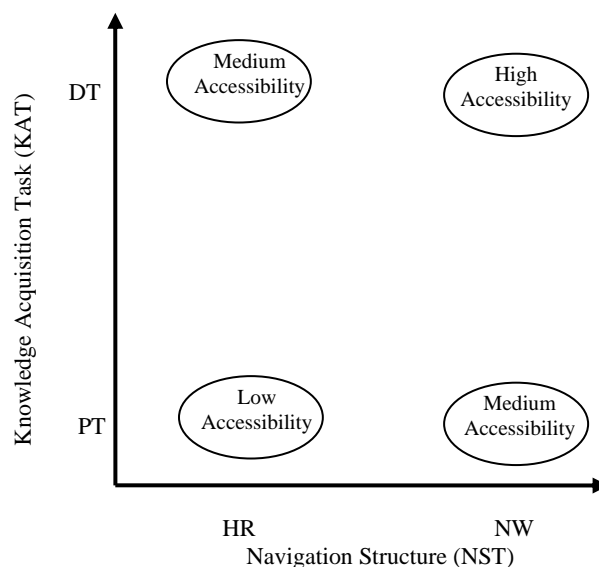 Knowledge Acquisition Task (KAT)
DT
Medium
Accessibility
High
Accessibility
PT
Low
Accessibility
Medium
Accessibility
HR
NW
Navigation Structure (NST)